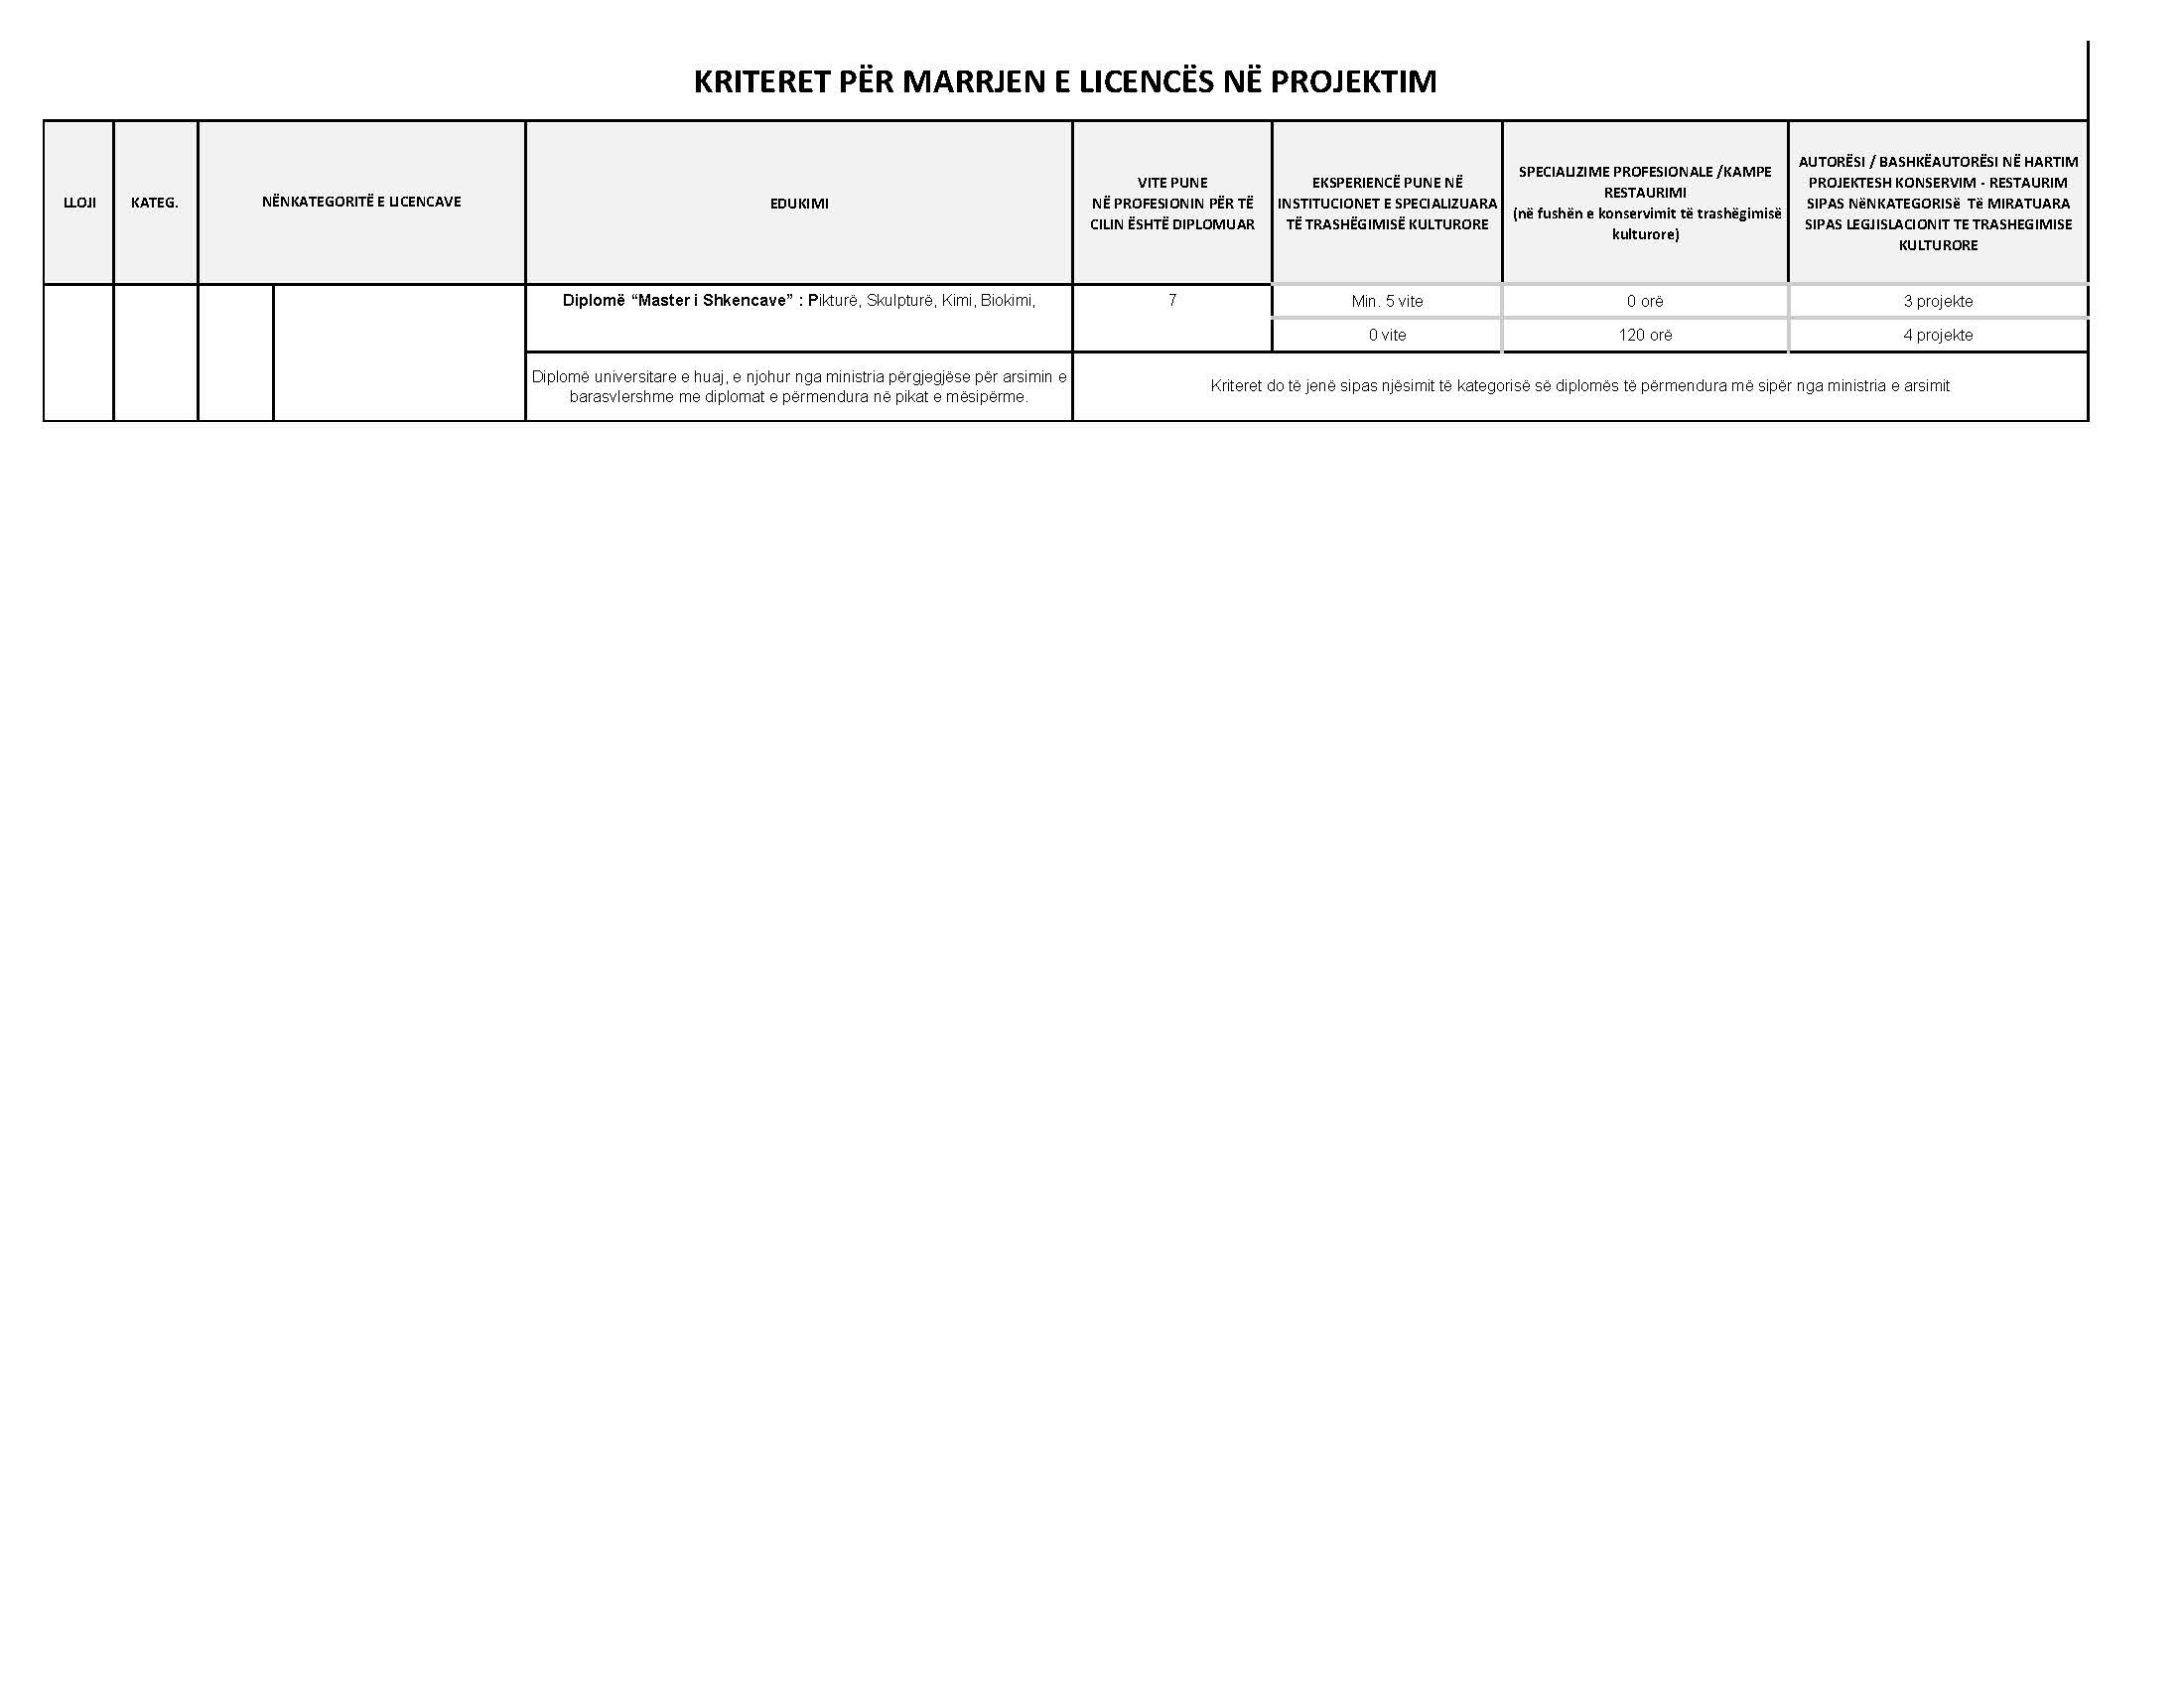 KRITERET PËR MARRJEN E LICENCËS NË PROJEKTIM
LLOJI
KATEG.
NËNKATEGORITË E LICENCAVE
EDUKIMI
VITE PUNE
NË PROFESIONIN PËR TË
CILIN ËSHTË DIPLOMUAR
EKSPERIENCË PUNE NË
INSTITUCIONET E SPECIALIZUARA
TË TRASHËGIMISË KULTURORE
SPECIALIZIME PROFESIONALE /KAMPE
RESTAURIMI
(në fushën e konservimit të trashëgimisë
kulturore)
AUTORËSI / BASHKËAUTORËSI NË HARTIM
PROJEKTESH KONSERVIM - RESTAURIM
SIPAS NëNKATEGORISë Të MIRATUARA
SIPAS LEGJISLACIONIT TE TRASHEGIMISE
KULTURORE
Diplomë “Master i Shkencave” : Pikturë, Skulpturë, Kimi, Biokimi,
7
Min. 5 vite
0 orë
3 projekte
0 vite
120 orë
4 projekte
Diplomë universitare e huaj, e njohur nga ministria përgjegjëse për arsimin e
barasvlershme me diplomat e përmendura në pikat e mësipërme.
Kriteret do të jenë sipas njësimit të kategorisë së diplomës të përmendura më sipër nga ministria e arsimit